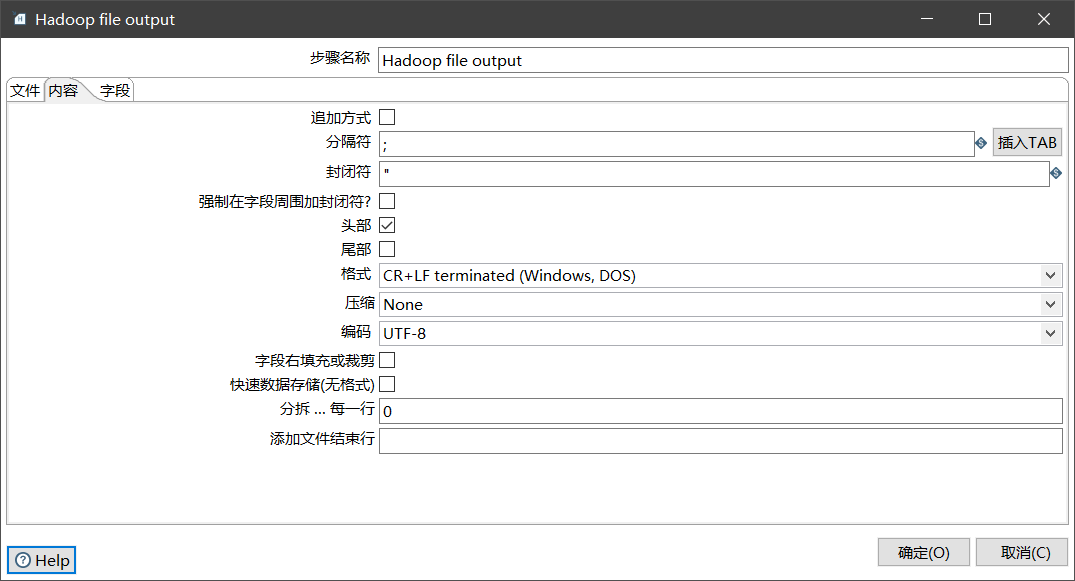 Hadoop file output
步骤名称 Hadoop file output
文件 内容 字段
追加方式
分隔符 ; 插入TAB
封闭符 "
强制在字段周围加封闭符?
头部
尾部
格式 CR+LF terminated (Windows, DOS)
压缩 None
编码 UTF-8
字段右填充或裁剪
快速数据存储(无格式)
分拆 ... 每一行 0
添加文件结束行
Help 确定(O) 取消(C)